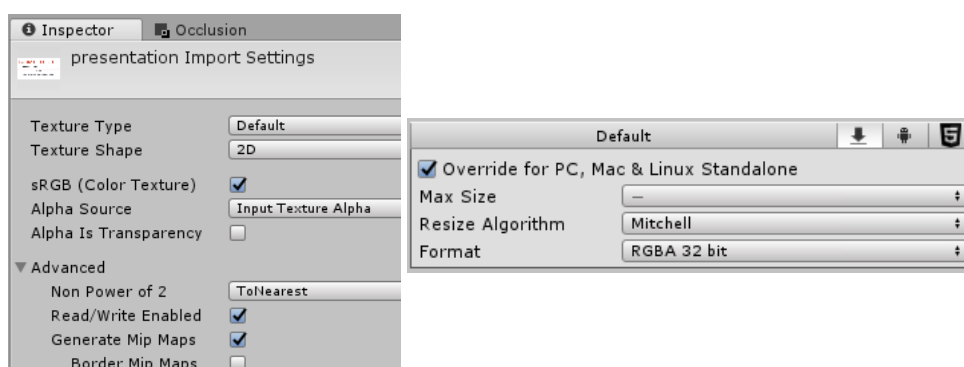 Inspector
Occlusion
presentation Import Settings
Texture Type Default
Texture Shape 2D
sRGB (Color Texture)
Alpha Source Input Texture Alpha
Alpha Is Transparency
Advanced
Non Power of 2 ToNearest
Read/Write Enabled
Generate Mip Maps
Border Mip Maps
Default
Override for PC, Mac & Linux Standalone
Max Size —
Resize Algorithm Mitchell
Format RGBA 32 bit